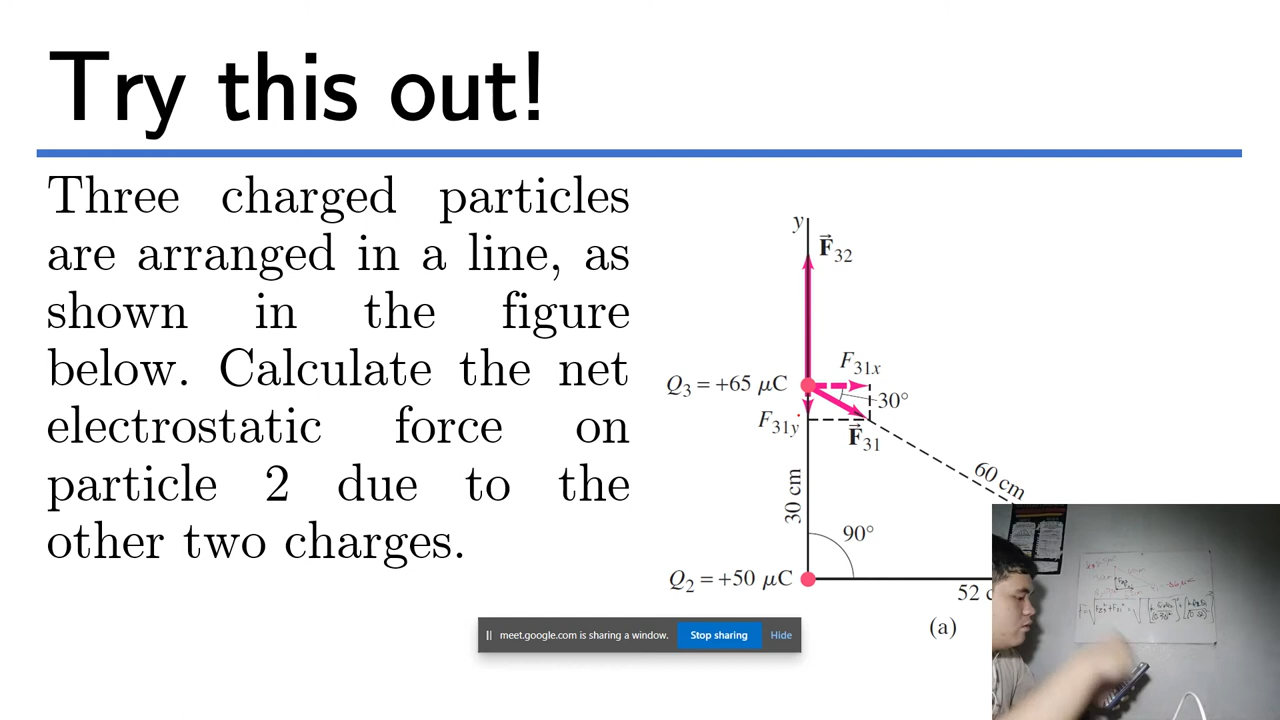 Try this out!
Three charged particles
are arranged in a line, as
shown in the figure
below. Calculate the net
electrostatic force on
particle 2 due to the
other two charges.
y
F⃗32
F31x
Q3 = +65 μC
30°
F31y
F⃗31
60 cm
30 cm
90°
Q2 = +50 μC
52 c
(a)
meet.google.com is sharing a window.
Stop sharing
Hide